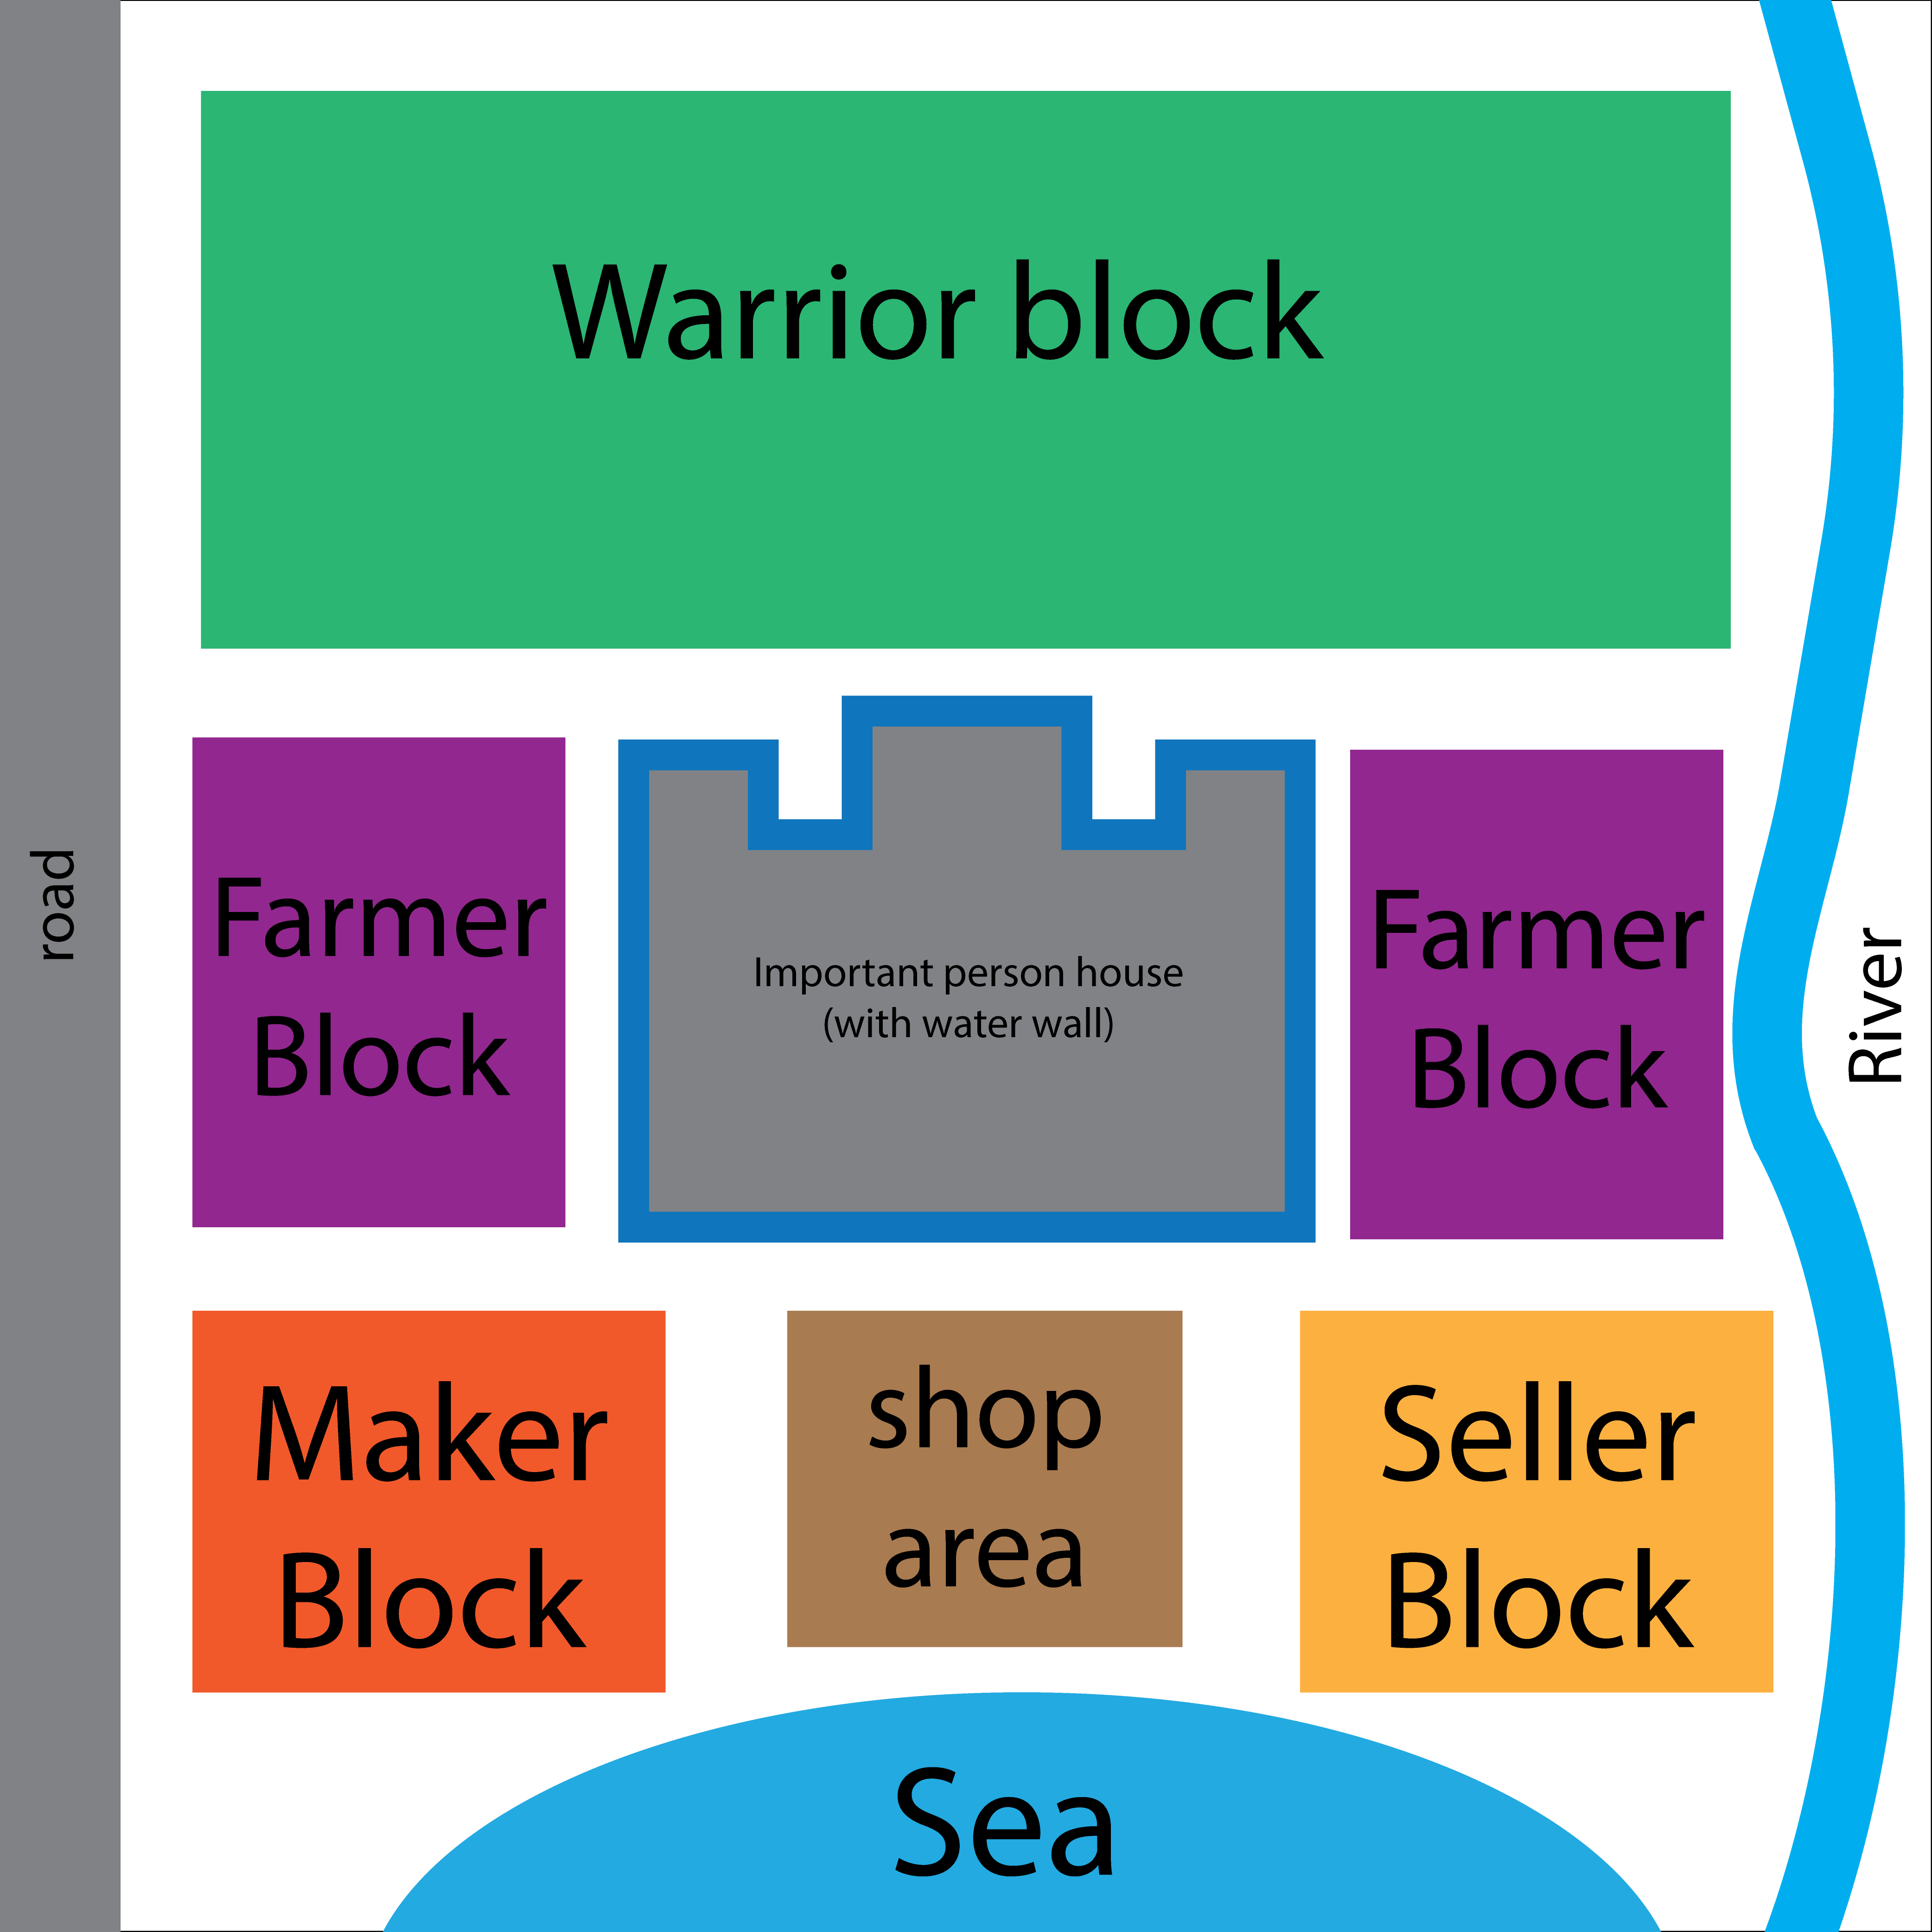 Warrior block
road
Farmer
Block
Important person house
(with water wall)
Farmer
Block
River
Maker
Block
shop
area
Seller
Block
Sea